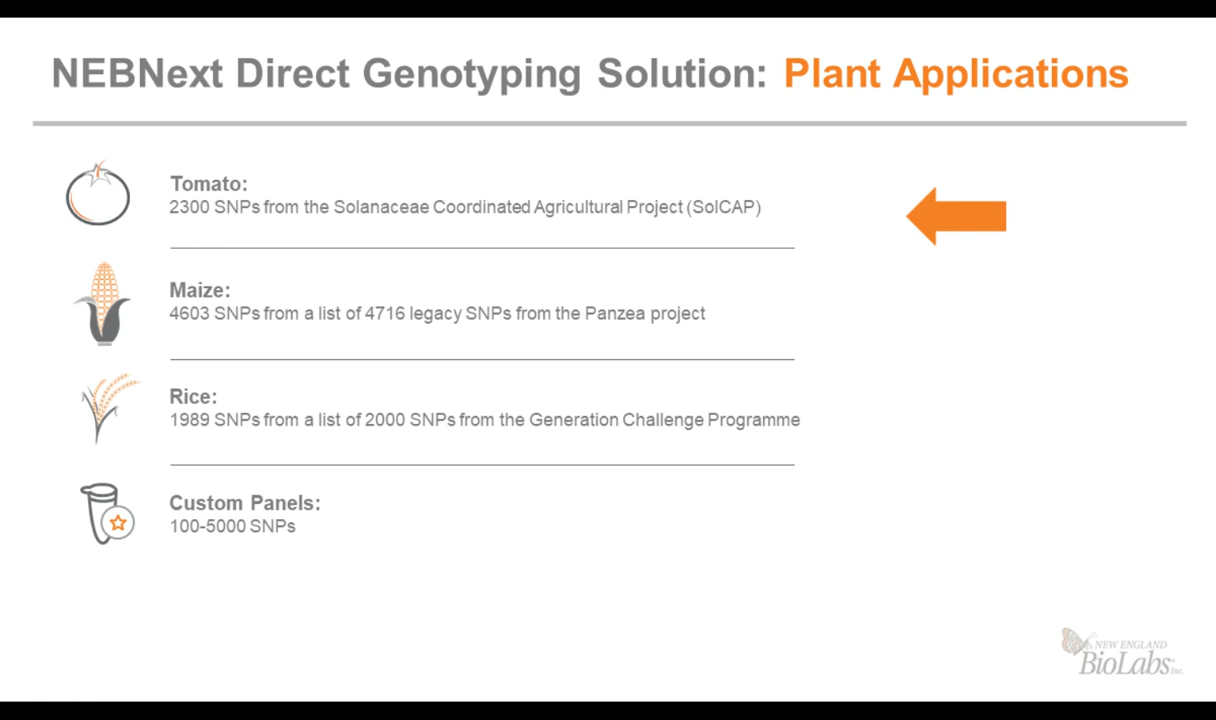 NEBNext Direct Genotyping Solution: Plant Applications
Tomato:
2300 SNPs from the Solanaceae Coordinated Agricultural Project (SolCAP)
Maize:
4603 SNPs from a list of 4716 legacy SNPs from the Panzea project
Rice:
1989 SNPs from a list of 2000 SNPs from the Generation Challenge Programme
Custom Panels:
100-5000 SNPs
NEW ENGLAND
BioLabs Inc.